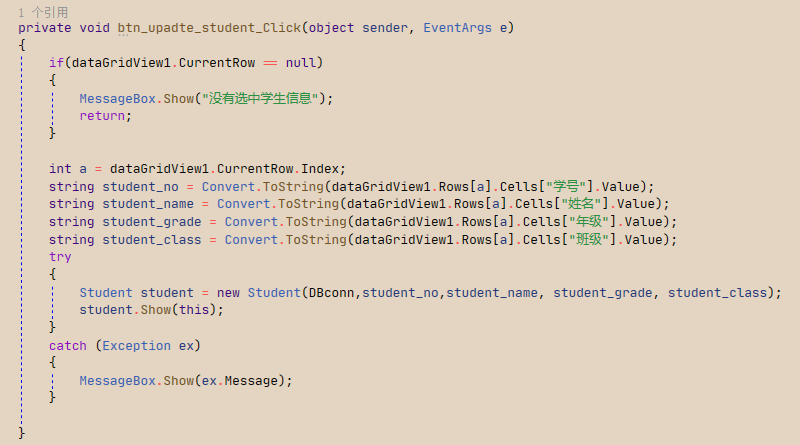 1 个引用
private void btn_upadte_student_Click(object sender, EventArgs e)
{
if(dataGridView1.CurrentRow == null)
{
MessageBox.Show("没有选中学生信息");
return;
}
int a = dataGridView1.CurrentRow.Index;
string student_no = Convert.ToString(dataGridView1.Rows[a].Cells["学号"].Value);
string student_name = Convert.ToString(dataGridView1.Rows[a].Cells["姓名"].Value);
string student_grade = Convert.ToString(dataGridView1.Rows[a].Cells["年级"].Value);
string student_class = Convert.ToString(dataGridView1.Rows[a].Cells["班级"].Value);
try
{
Student student = new Student(DBconn,student_no,student_name, student_grade, student_class);
student.Show(this);
}
catch (Exception ex)
{
MessageBox.Show(ex.Message);
}
}